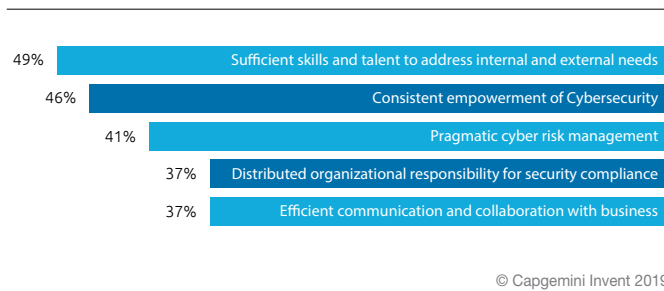 49% Sufficient skills and talent to address internal and external needs
46% Consistent empowerment of Cybersecurity
41% Pragmatic cyber risk management
37% Distributed organizational responsibility for security compliance
37% Efficient communication and collaboration with business
© Capgemini Invent 2019